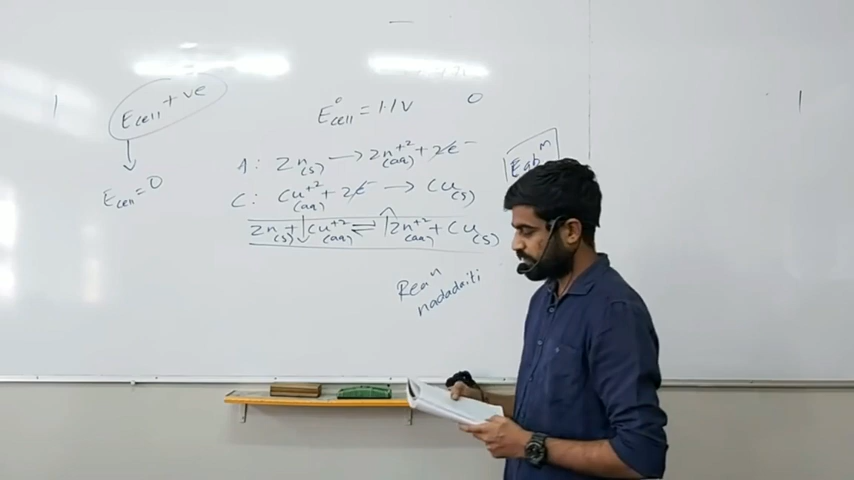 Ecell +ve
Ecell = 0
E°cell = 1.1V
0
A: Zn(s) → Zn+2(aq) + 2e-
C: Cu+2(aq) + 2e- → Cu(s)
Zn(s) + Cu+2(aq) ⇌ Zn+2(aq) + Cu(s)
Eqbm
Rean
nadadaiti